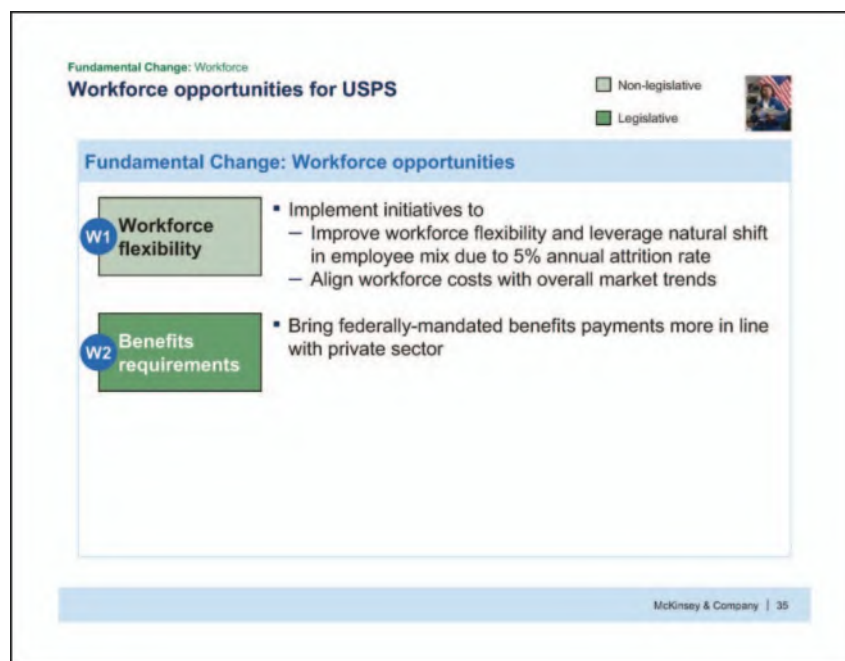 Fundamental Change: Workforce
Workforce opportunities for USPS
Non-legislative
Legislative
Fundamental Change: Workforce opportunities
W1
Workforce
flexibility
▪ Implement initiatives to
– Improve workforce flexibility and leverage natural shift
in employee mix due to 5% annual attrition rate
– Align workforce costs with overall market trends
W2
Benefits
requirements
▪ Bring federally-mandated benefits payments more in line
with private sector
McKinsey & Company | 35